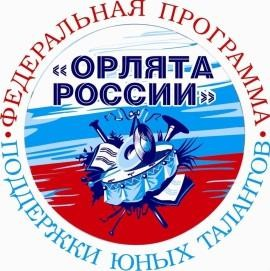 • ФЕДЕРАЛЬНАЯ ПРОГРАММА •
«ОРЛЯТА
РОССИИ»
ПОДДЕРЖКИ ЮНЫХ ТАЛАНТОВ